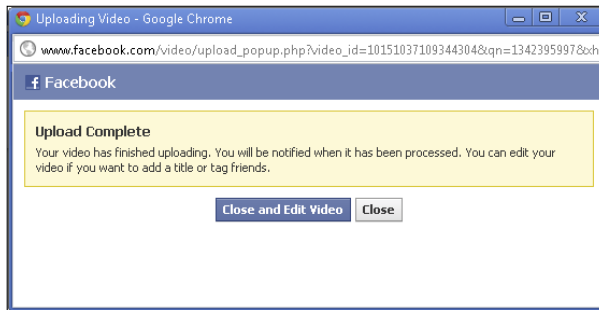 Uploading Video - Google Chrome
www.facebook.com/video/upload_popup.php?video_id=10151037109344304&qn=1342395997&xh
Facebook
Upload Complete
Your video has finished uploading. You will be notified when it has been processed. You can edit your
video if you want to add a title or tag friends.
Close and Edit Video Close